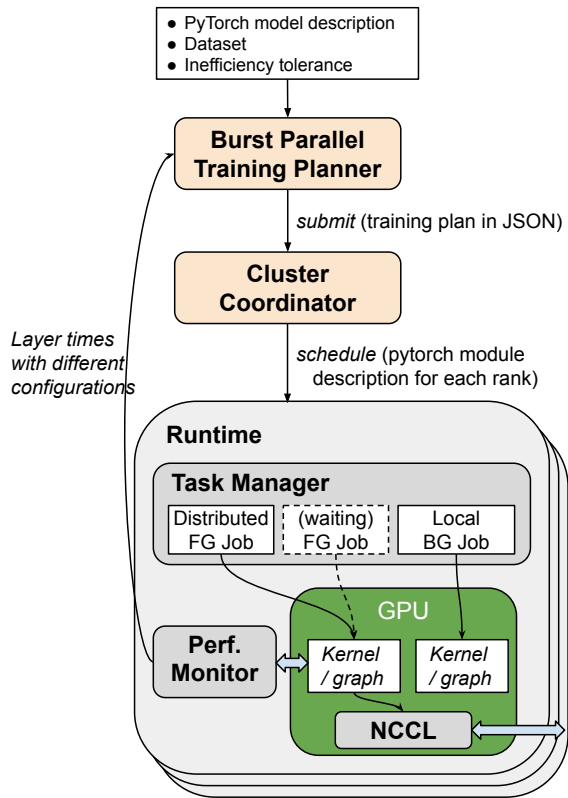 ● PyTorch model description
● Dataset
● Inefficiency tolerance
Burst Parallel
Training Planner
submit (training plan in JSON)
Cluster
Coordinator
Layer times
with different
configurations
schedule (pytorch module
description for each rank)
Runtime
Task Manager
Distributed
FG Job
(waiting)
FG Job
Local
BG Job
GPU
Perf.
Monitor
Kernel
/ graph
Kernel
/ graph
NCCL